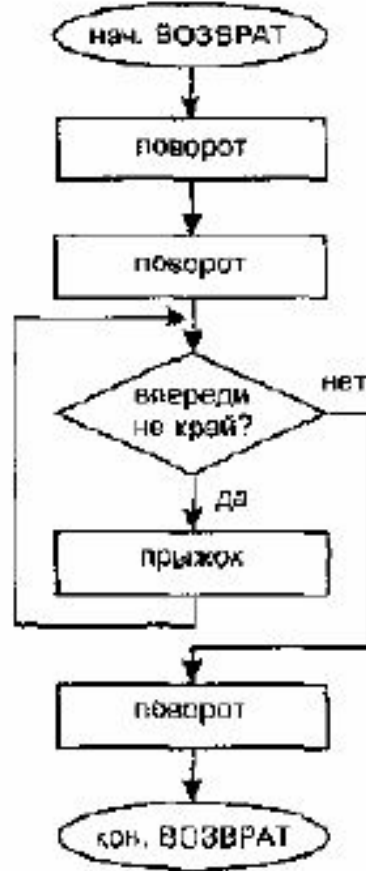 нач. ВОЗВРАТ
поворот
поворот
впереди
не край?
нет
да
прыжок
поворот
кон. ВОЗВРАТ